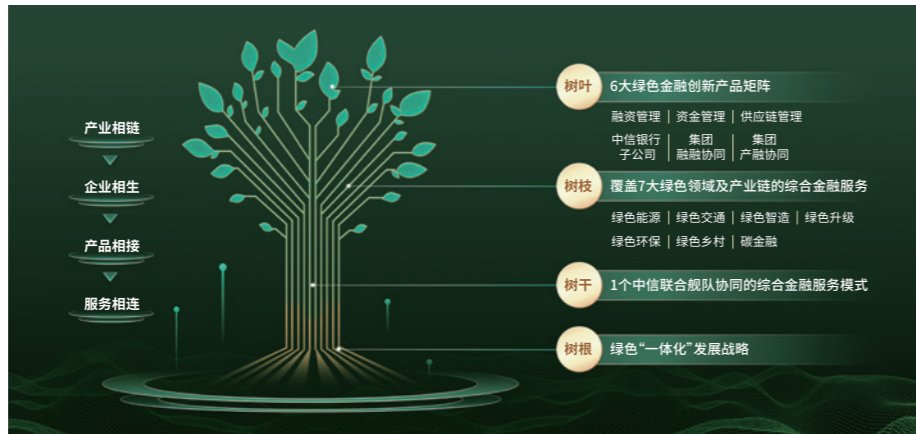 产业相链
企业相生
产品相接
服务相连
树叶
6大绿色金融创新产品矩阵
融资管理｜资金管理｜供应链管理
中信银行
子公司
集团
融融协同
集团
产融协同
树枝
覆盖7大绿色领域及产业链的综合金融服务
绿色能源｜绿色交通｜绿色智造｜绿色升级
绿色环保｜绿色乡村｜碳金融
树干
1个中信联合舰队协同的综合金融服务模式
树根
绿色“一体化”发展战略